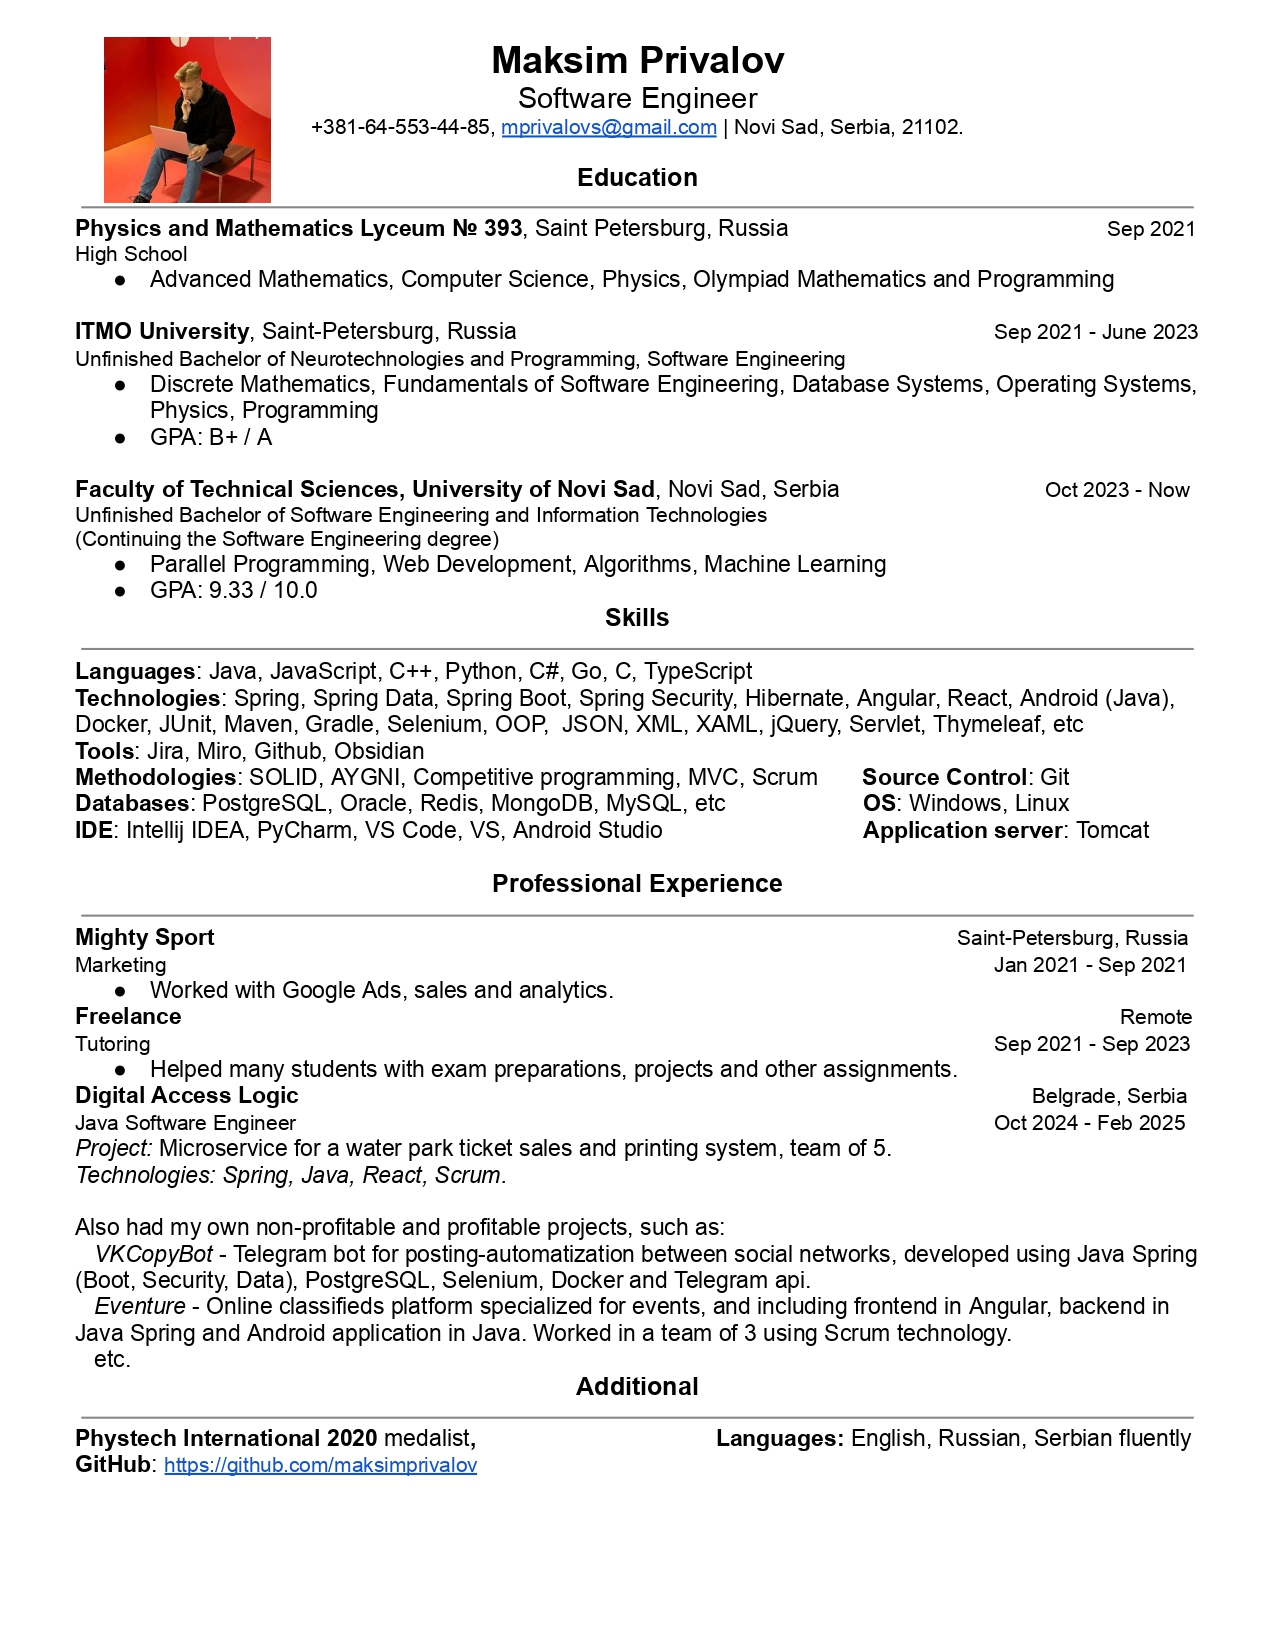 Maksim Privalov
Software Engineer
+381-64-553-44-85, mprivalovs@gmail.com | Novi Sad, Serbia, 21102.
Education
Physics and Mathematics Lyceum № 393, Saint Petersburg, Russia Sep 2021
High School
● Advanced Mathematics, Computer Science, Physics, Olympiad Mathematics and Programming
ITMO University, Saint-Petersburg, Russia Sep 2021 - June 2023
Unfinished Bachelor of Neurotechnologies and Programming, Software Engineering
● Discrete Mathematics, Fundamentals of Software Engineering, Database Systems, Operating Systems,
Physics, Programming
● GPA: B+ / A
Faculty of Technical Sciences, University of Novi Sad, Novi Sad, Serbia Oct 2023 - Now
Unfinished Bachelor of Software Engineering and Information Technologies
(Continuing the Software Engineering degree)
● Parallel Programming, Web Development, Algorithms, Machine Learning
● GPA: 9.33 / 10.0
Skills
Languages: Java, JavaScript, C++, Python, C#, Go, C, TypeScript
Technologies: Spring, Spring Data, Spring Boot, Spring Security, Hibernate, Angular, React, Android (Java),
Docker, JUnit, Maven, Gradle, Selenium, OOP, JSON, XML, XAML, jQuery, Servlet, Thymeleaf, etc
Tools: Jira, Miro, Github, Obsidian
Methodologies: SOLID, AYGNI, Competitive programming, MVC, Scrum Source Control: Git
Databases: PostgreSQL, Oracle, Redis, MongoDB, MySQL, etc OS: Windows, Linux
IDE: Intellij IDEA, PyCharm, VS Code, VS, Android Studio Application server: Tomcat
Professional Experience
Mighty Sport Saint-Petersburg, Russia
Marketing Jan 2021 - Sep 2021
● Worked with Google Ads, sales and analytics.
Freelance Remote
Tutoring Sep 2021 - Sep 2023
● Helped many students with exam preparations, projects and other assignments.
Digital Access Logic Belgrade, Serbia
Java Software Engineer Oct 2024 - Feb 2025
Project: Microservice for a water park ticket sales and printing system, team of 5.
Technologies: Spring, Java, React, Scrum.
Also had my own non-profitable and profitable projects, such as:
VKCopyBot - Telegram bot for posting-automatization between social networks, developed using Java Spring
(Boot, Security, Data), PostgreSQL, Selenium, Docker and Telegram api.
Eventure - Online classifieds platform specialized for events, and including frontend in Angular, backend in
Java Spring and Android application in Java. Worked in a team of 3 using Scrum technology.
etc.
Additional
Phystech International 2020 medalist, Languages: English, Russian, Serbian fluently
GitHub: https://github.com/maksimprivalov